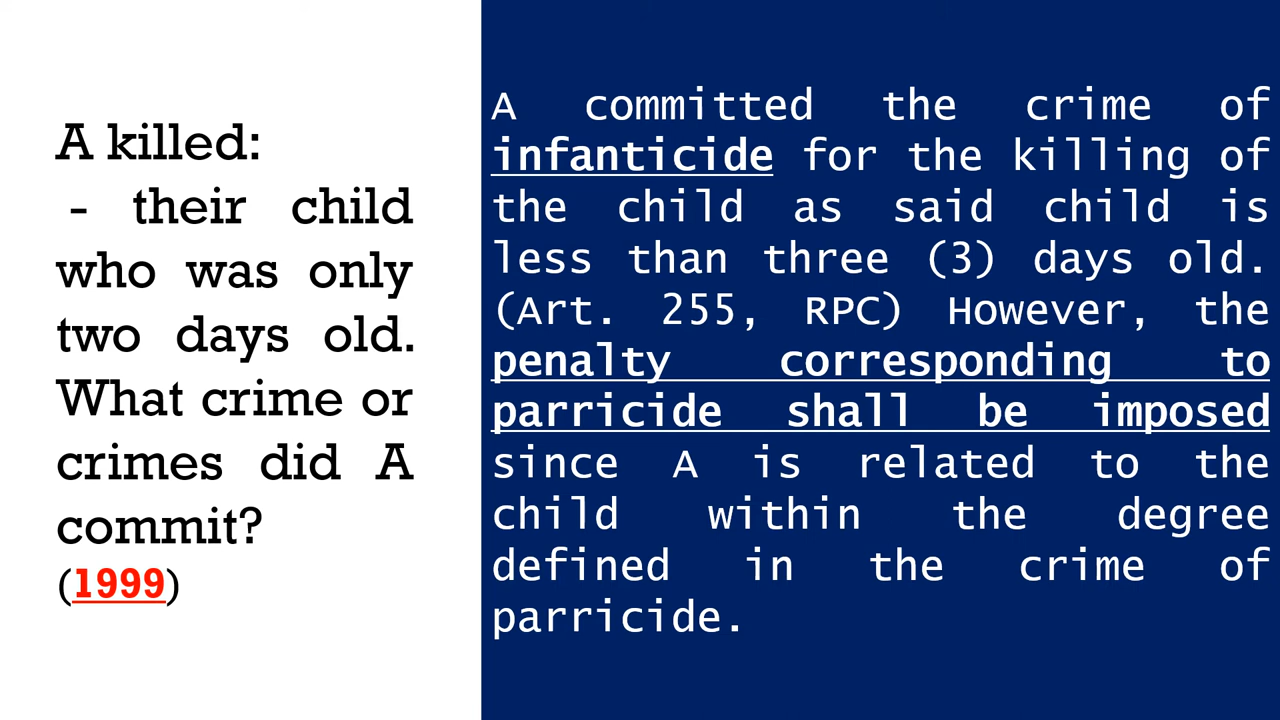 A killed:
- their child
who was only
two days old.
What crime or
crimes did A
commit?
(1999)
A committed the crime of
infanticide for the killing of
the child as said child is
less than three (3) days old.
(Art. 255, RPC) However, the
penalty corresponding to
parricide shall be imposed
since A is related to the
child within the degree
defined in the crime of
parricide.